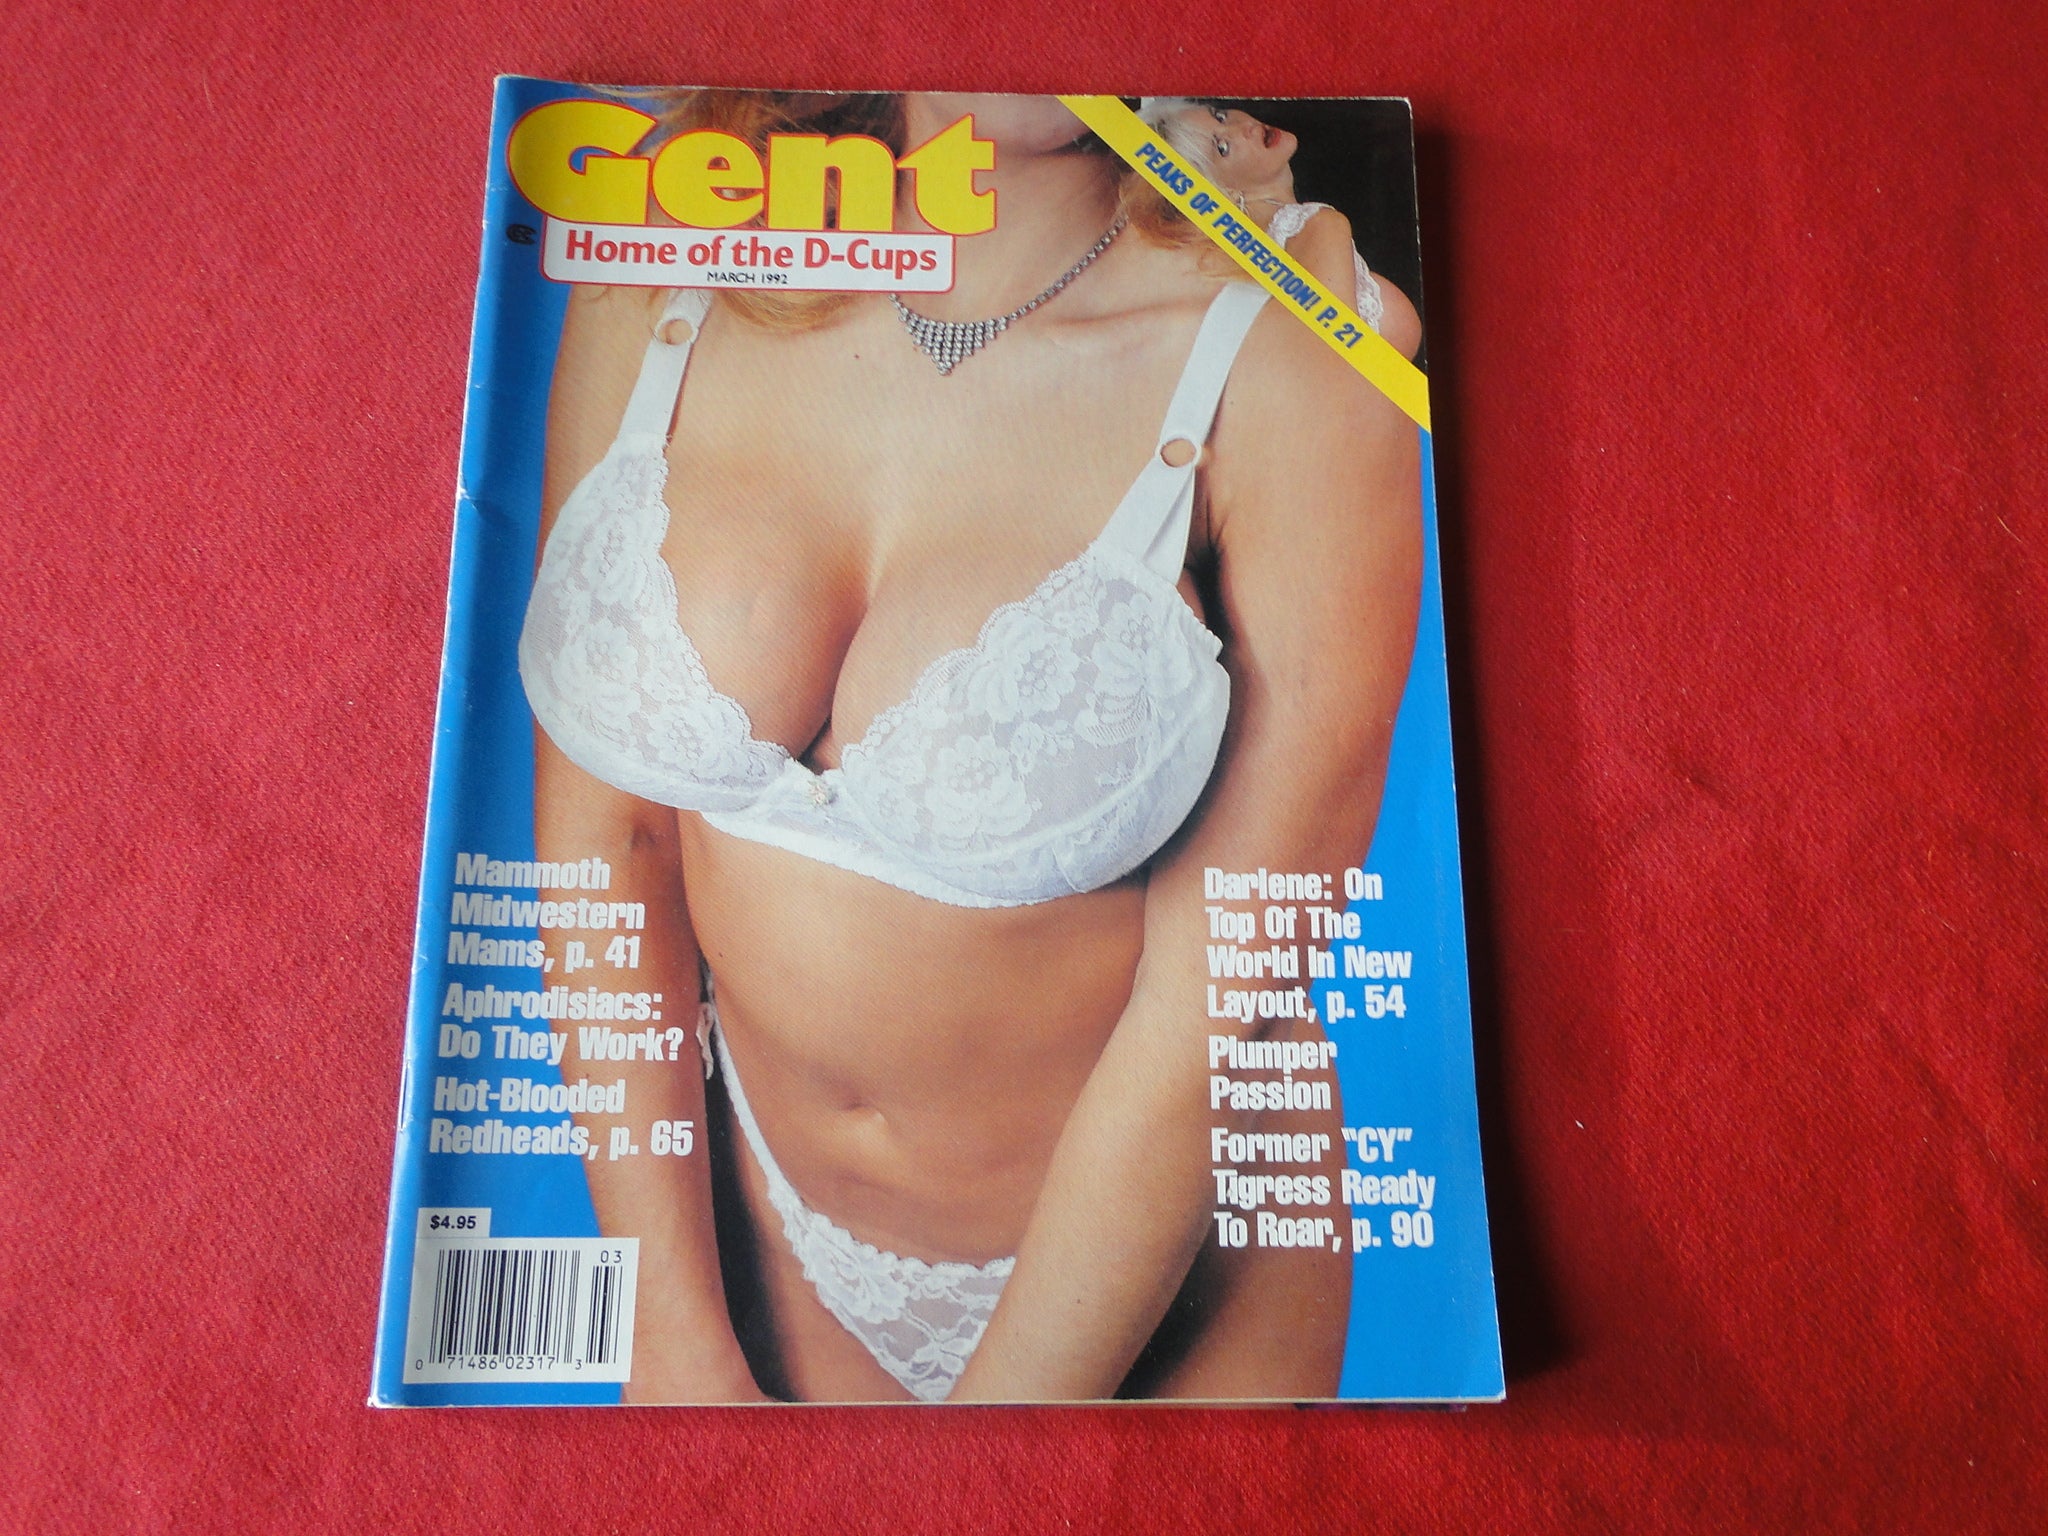 Gent
Home of the D-Cups
MARCH 1992
PEAKS OF PERFECTION! P. 21
Mammoth
Midwestern
Mams, p. 41
Aphrodisiacs:
Do They Work?
Hot-Blooded
Redheads, p. 65
Darlene: On
Top Of The
World In New
Layout, p. 54
Plumper
Passion
Former "CY"
Tigress Ready
To Roar, p. 90
$4.95
03
0 71486 02317 3